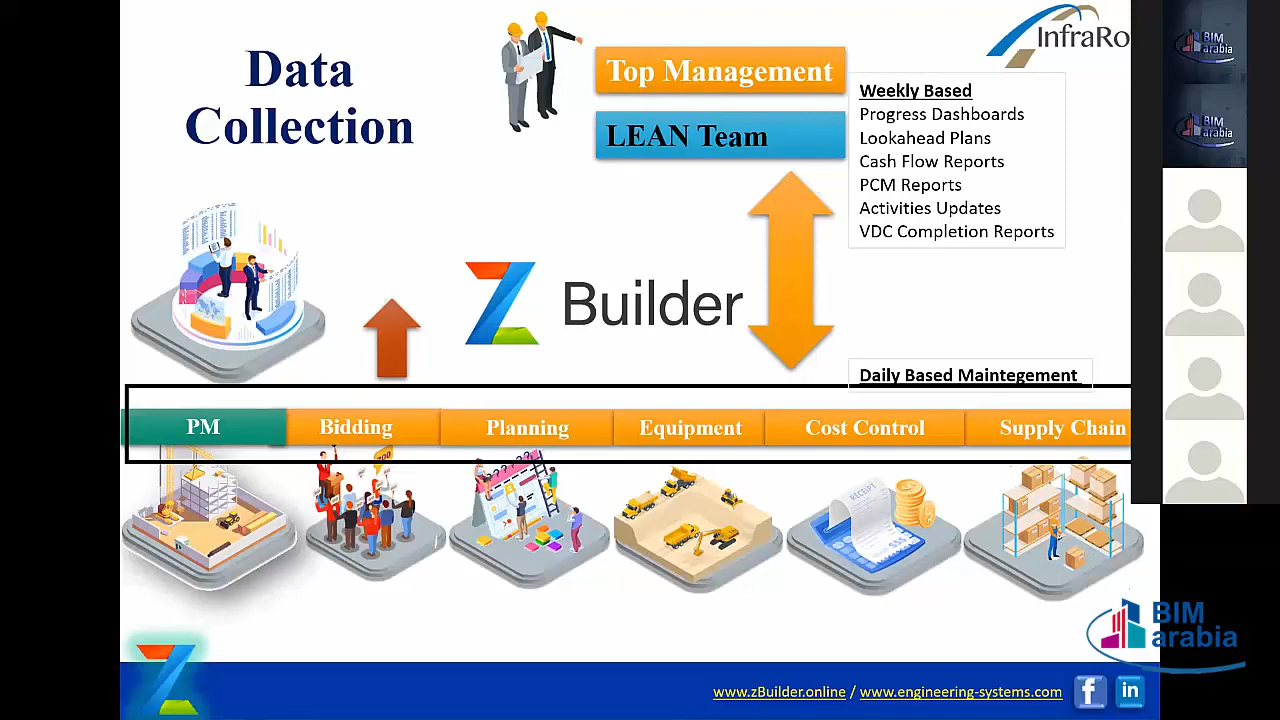 Data
Collection
Top Management
LEAN Team
InfraRo
Weekly Based
Progress Dashboards
Lookahead Plans
Cash Flow Reports
PCM Reports
Activities Updates
VDC Completion Reports
Builder
Daily Based Maintegement
PM
Bidding
Planning
Equipment
Cost Control
Supply Chain
RECEIPT
www.zBuilder.online / www.engineering-systems.com
f
in
BIM
arabia
BIM
arabia
BIM
arabia